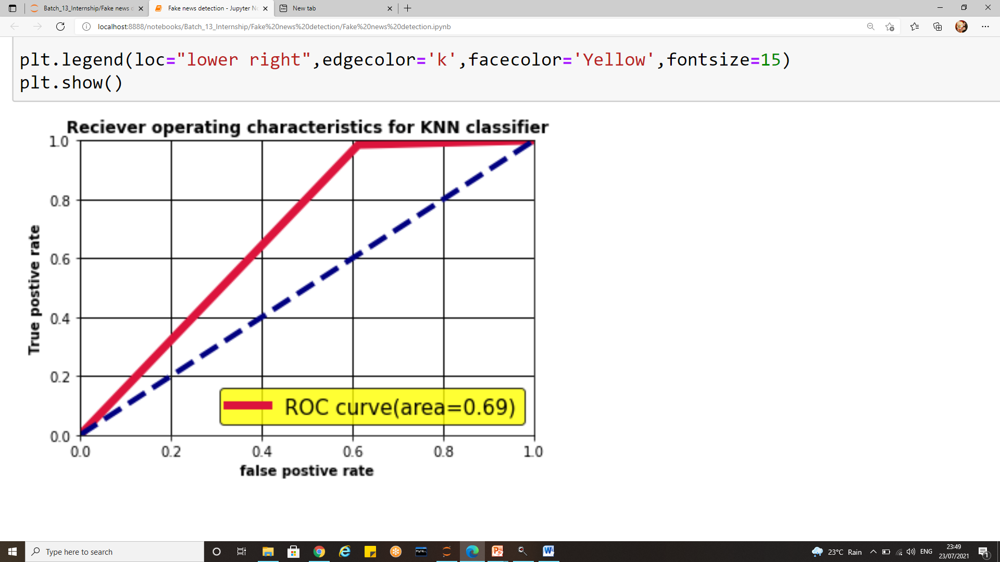 Batch_13_Internship/Fake news d
Fake news detection - Jupyter No
New tab
localhost:8888/notebooks/Batch_13_Internship/Fake%20news%20detection/Fake%20news%20detection.ipynb
plt.legend(loc="lower right",edgecolor='k',facecolor='Yellow',fontsize=15)
plt.show()
Reciever operating characteristics for KNN classifier
1.0
0.8
0.6
0.4
0.2
0.0
True postive rate
ROC curve(area=0.69)
0.0 0.2 0.4 0.6 0.8 1.0
false postive rate
Type here to search
23°C Rain
ENG
23:49
23/07/2021
1